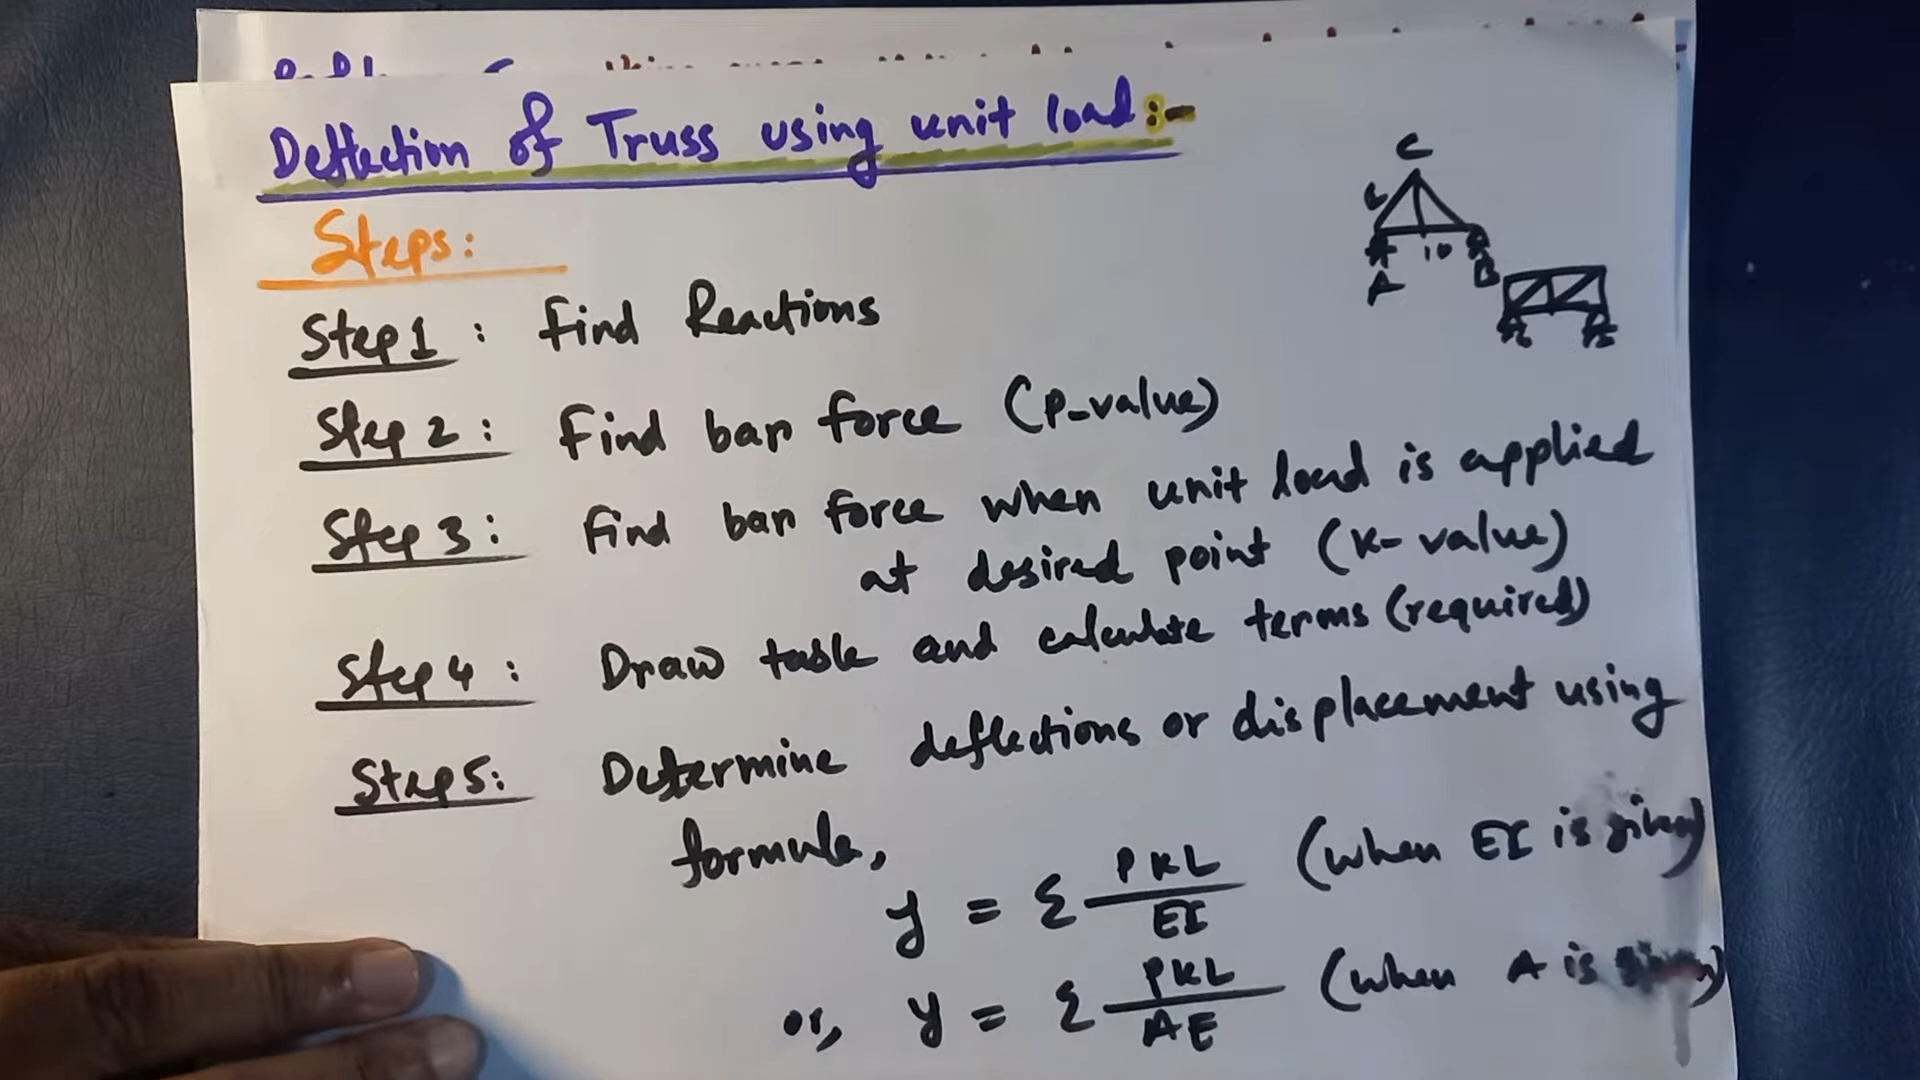 Deflection of Truss using unit load:-
Steps:
Step 1 : Find Reactions
Step 2 : Find bar force (P-value)
Step 3 : Find bar force when unit load is applied
at desired point (K-value)
Step 4 : Draw table and calculate terms (required)
Step 5 : Determine deflections or displacement using
formula,
y = Σ PKL / EI (when EI is given)
or, y = Σ PKL / AE (when A is given)
C
L
10
A
B